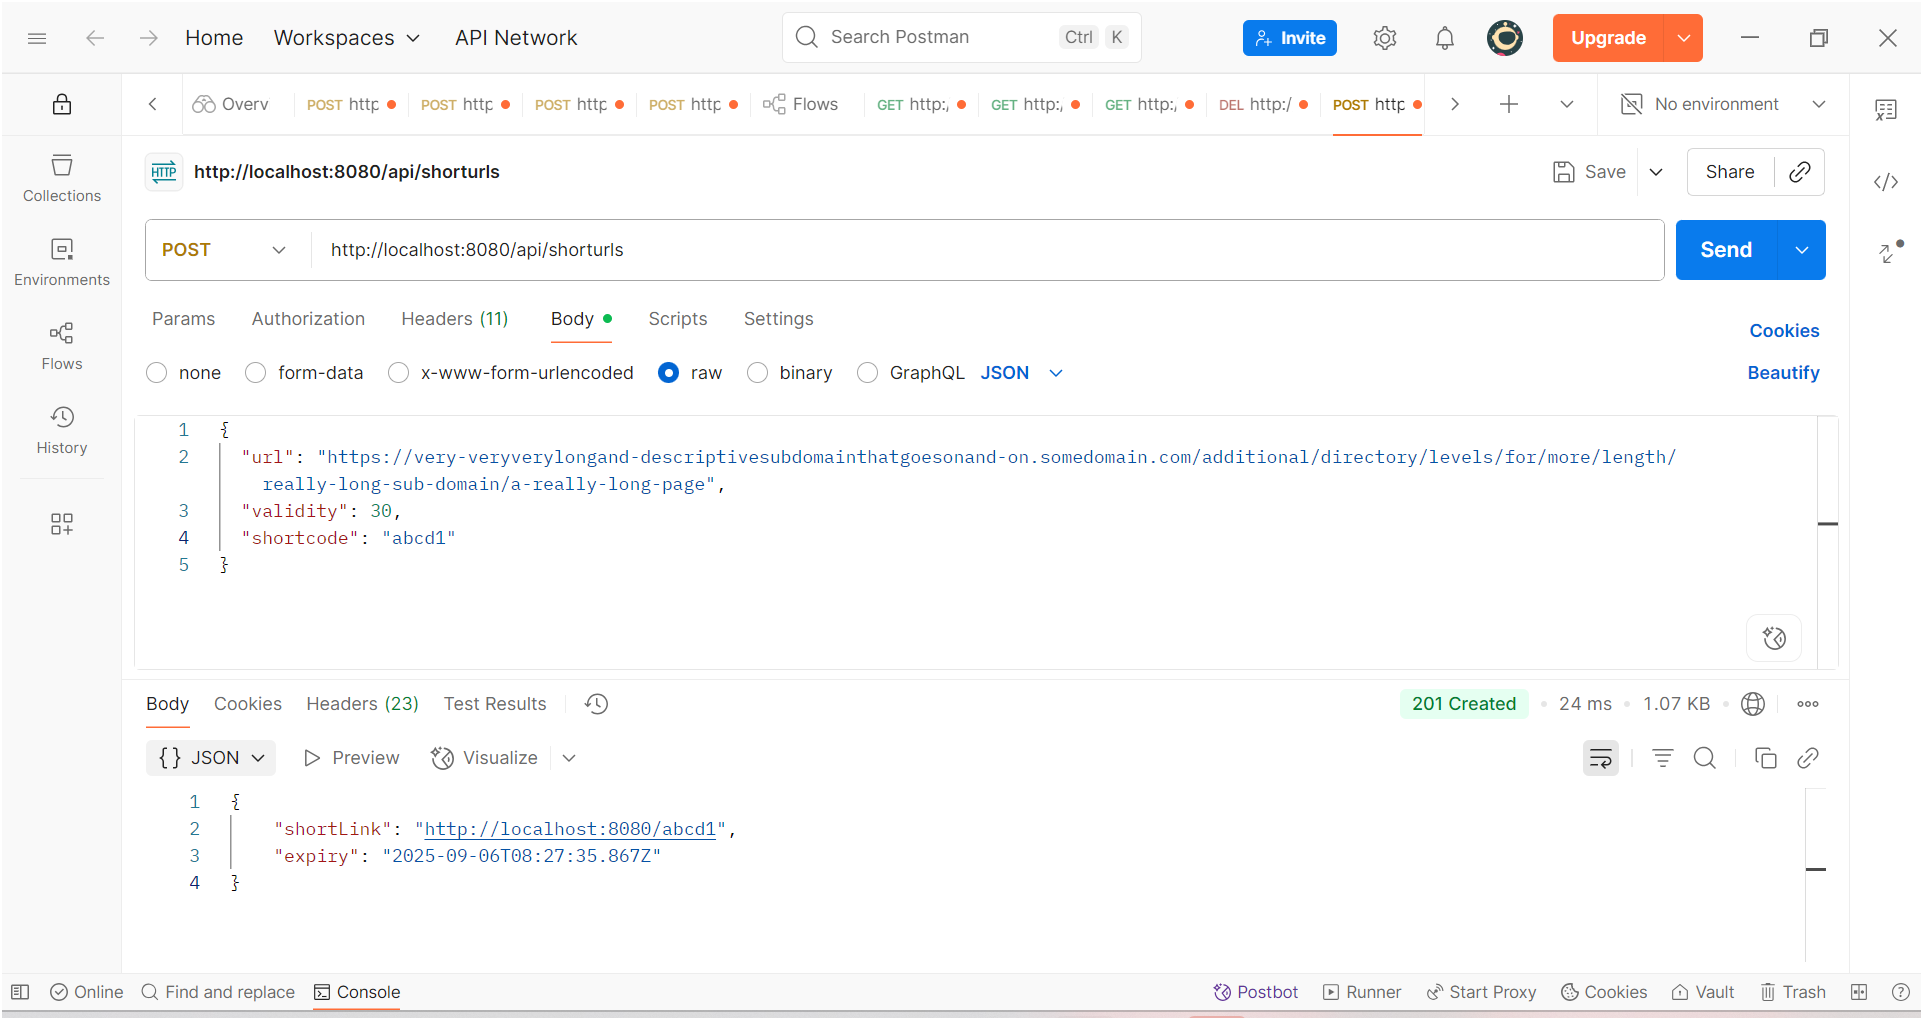 Home Workspaces API Network Search Postman Ctrl K Invite Upgrade
Overv POST http POST http POST http POST http Flows GET http:/ GET http:/ GET http:/ DEL http:/ POST http No environment
HTTP http://localhost:8080/api/shorturls Save Share
POST http://localhost:8080/api/shorturls Send
Params Authorization Headers (11) Body Scripts Settings Cookies
none form-data x-www-form-urlencoded raw binary GraphQL JSON Beautify
1 {
2 "url": "https://very-veryverylongand-descriptivesubdomainthatgoesonand-on.somedomain.com/additional/directory/levels/for/more/length/
really-long-sub-domain/a-really-long-page",
3 "validity": 30,
4 "shortcode": "abcd1"
5 }
Collections
Environments
Flows
History
Body Cookies Headers (23) Test Results 201 Created • 24 ms • 1.07 KB •
{} JSON Preview Visualize
1 {
2 "shortLink": "http://localhost:8080/abcd1",
3 "expiry": "2025-09-06T08:27:35.867Z"
4 }
Online Find and replace Console Postbot Runner Start Proxy Cookies Vault Trash